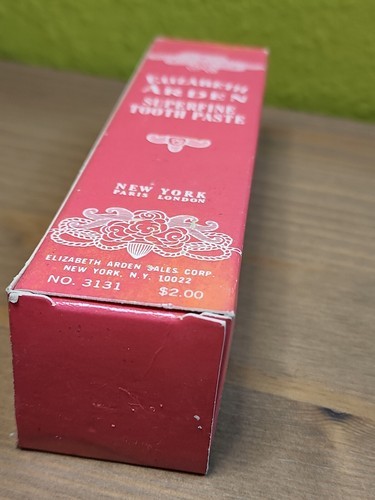 ELIZABETH
ARDEN
SUPERFINE
TOOTH PASTE
NEW YORK
PARIS LONDON
ELIZABETH ARDEN SALES CORP.
NEW YORK, N.Y. 10022
NO. 3131 $2.00